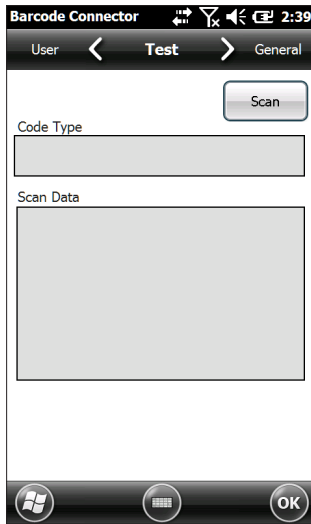 Barcode Connector 2:39
User Test General
Scan
Code Type
Scan Data
OK